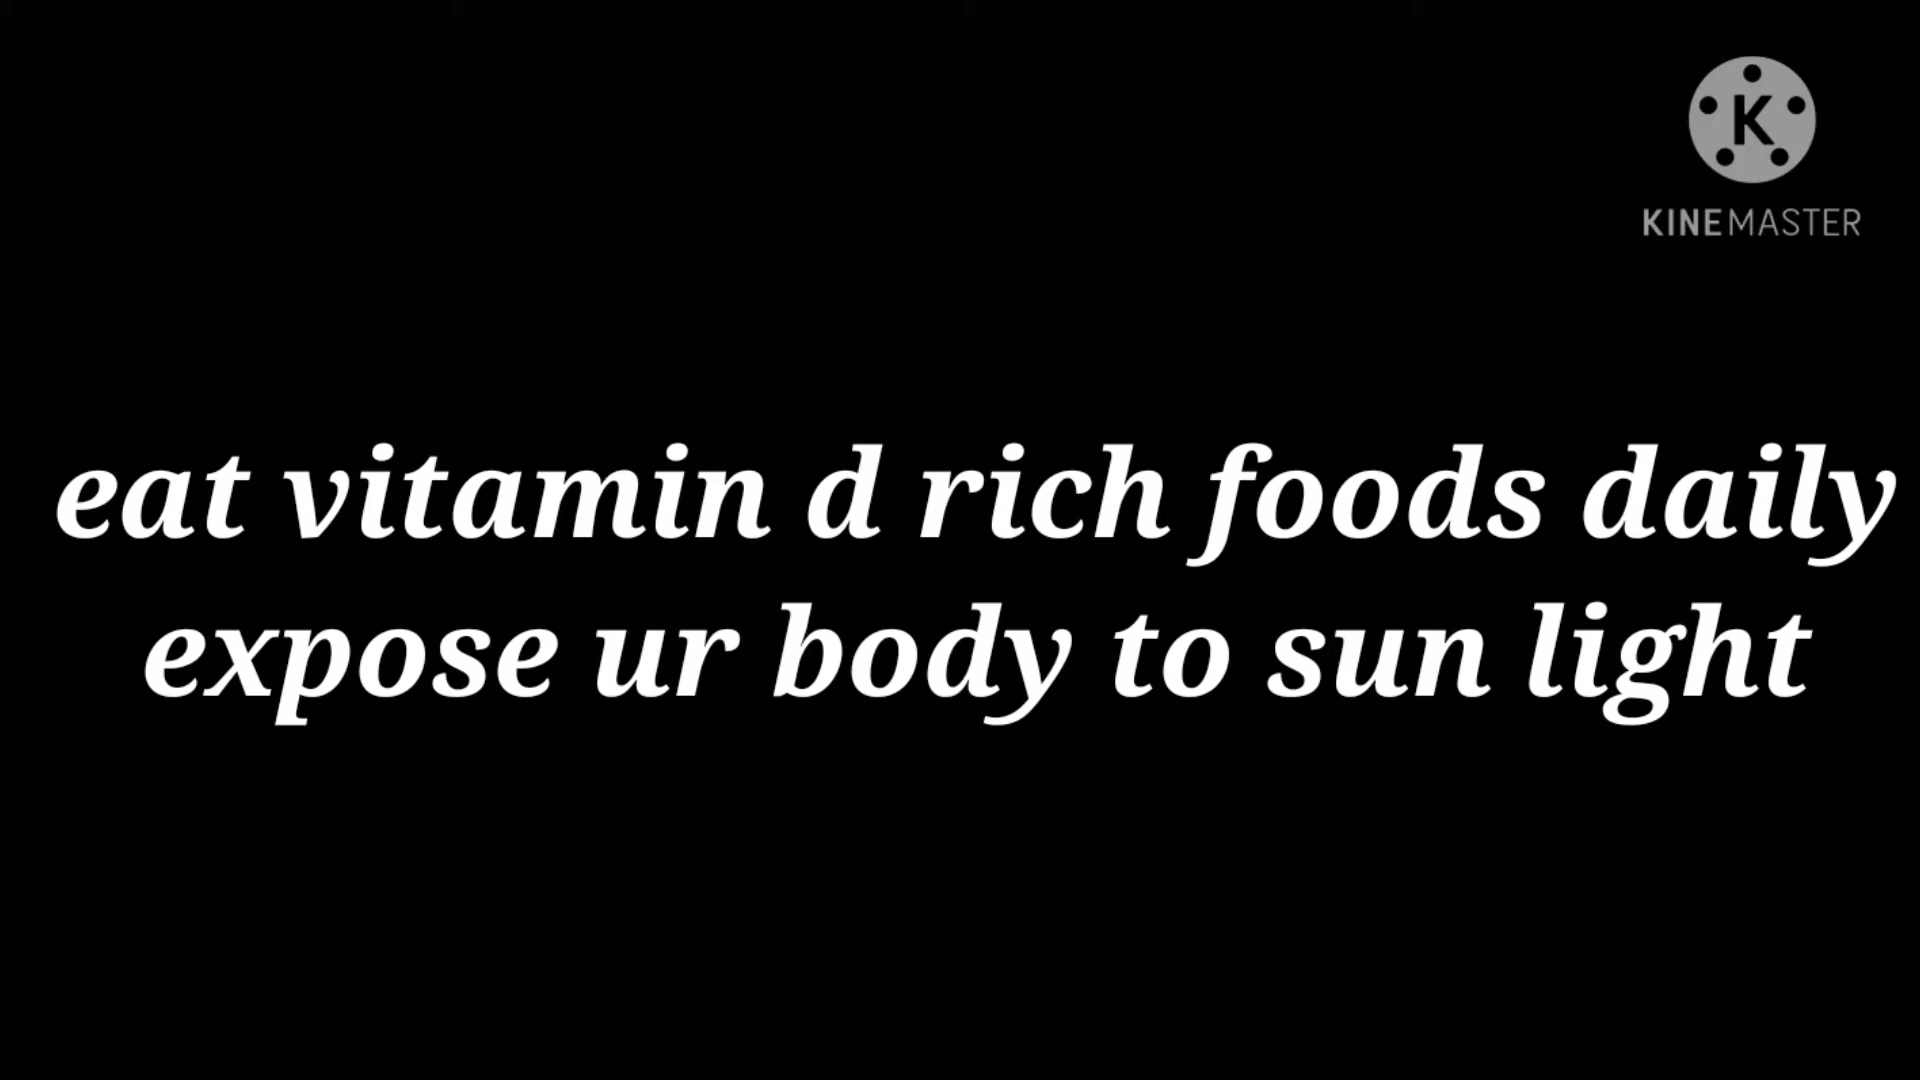 K
KINEMASTER
eat vitamin d rich foods daily
expose ur body to sun light